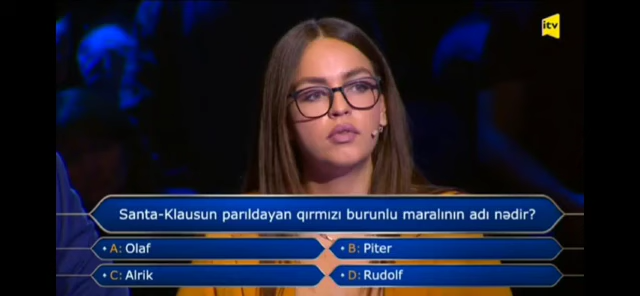 itv
Santa-Klausun parıldayan qırmızı burunlu maralının adı nədir?
A: Olaf
B: Piter
C: Alrik
D: Rudolf